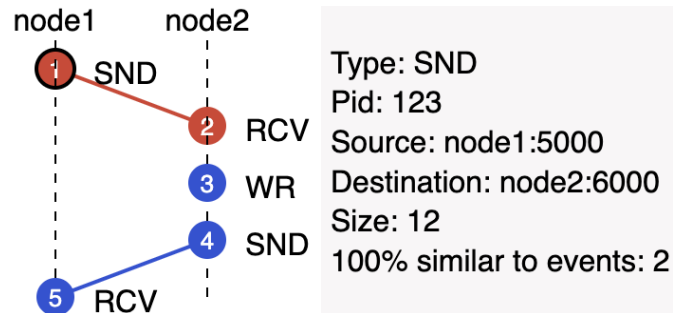 node1 node2
1 SND
2 RCV
3 WR
4 SND
5 RCV
Type: SND
Pid: 123
Source: node1:5000
Destination: node2:6000
Size: 12
100% similar to events: 2